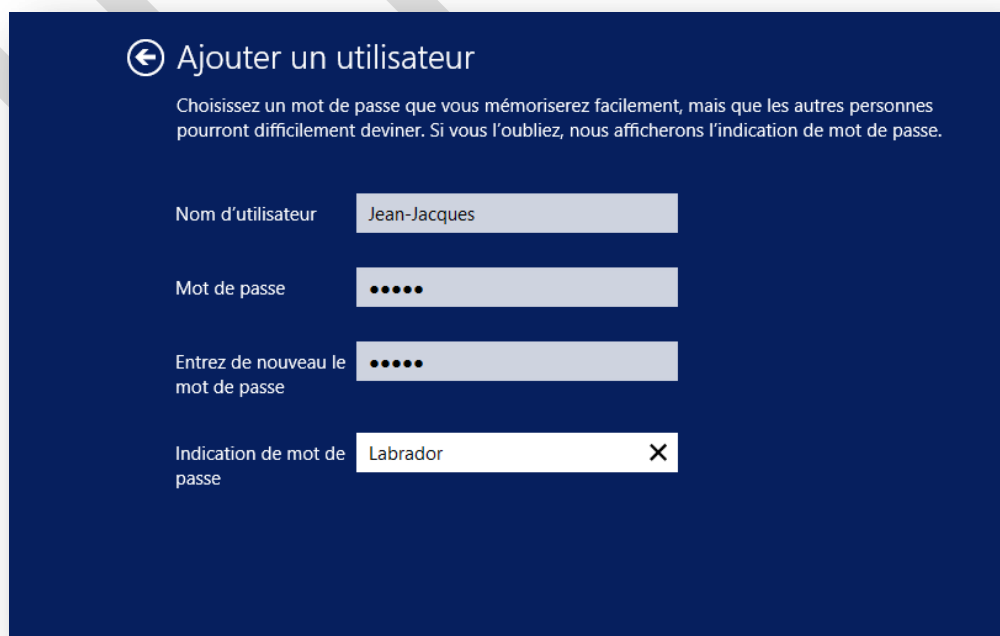 Ajouter un utilisateur
Choisissez un mot de passe que vous mémoriserez facilement, mais que les autres personnes
pourront difficilement deviner. Si vous l’oubliez, nous afficherons l’indication de mot de passe.
Nom d’utilisateur
Jean-Jacques
Mot de passe
•••••
Entrez de nouveau le
mot de passe
•••••
Indication de mot de
passe
Labrador